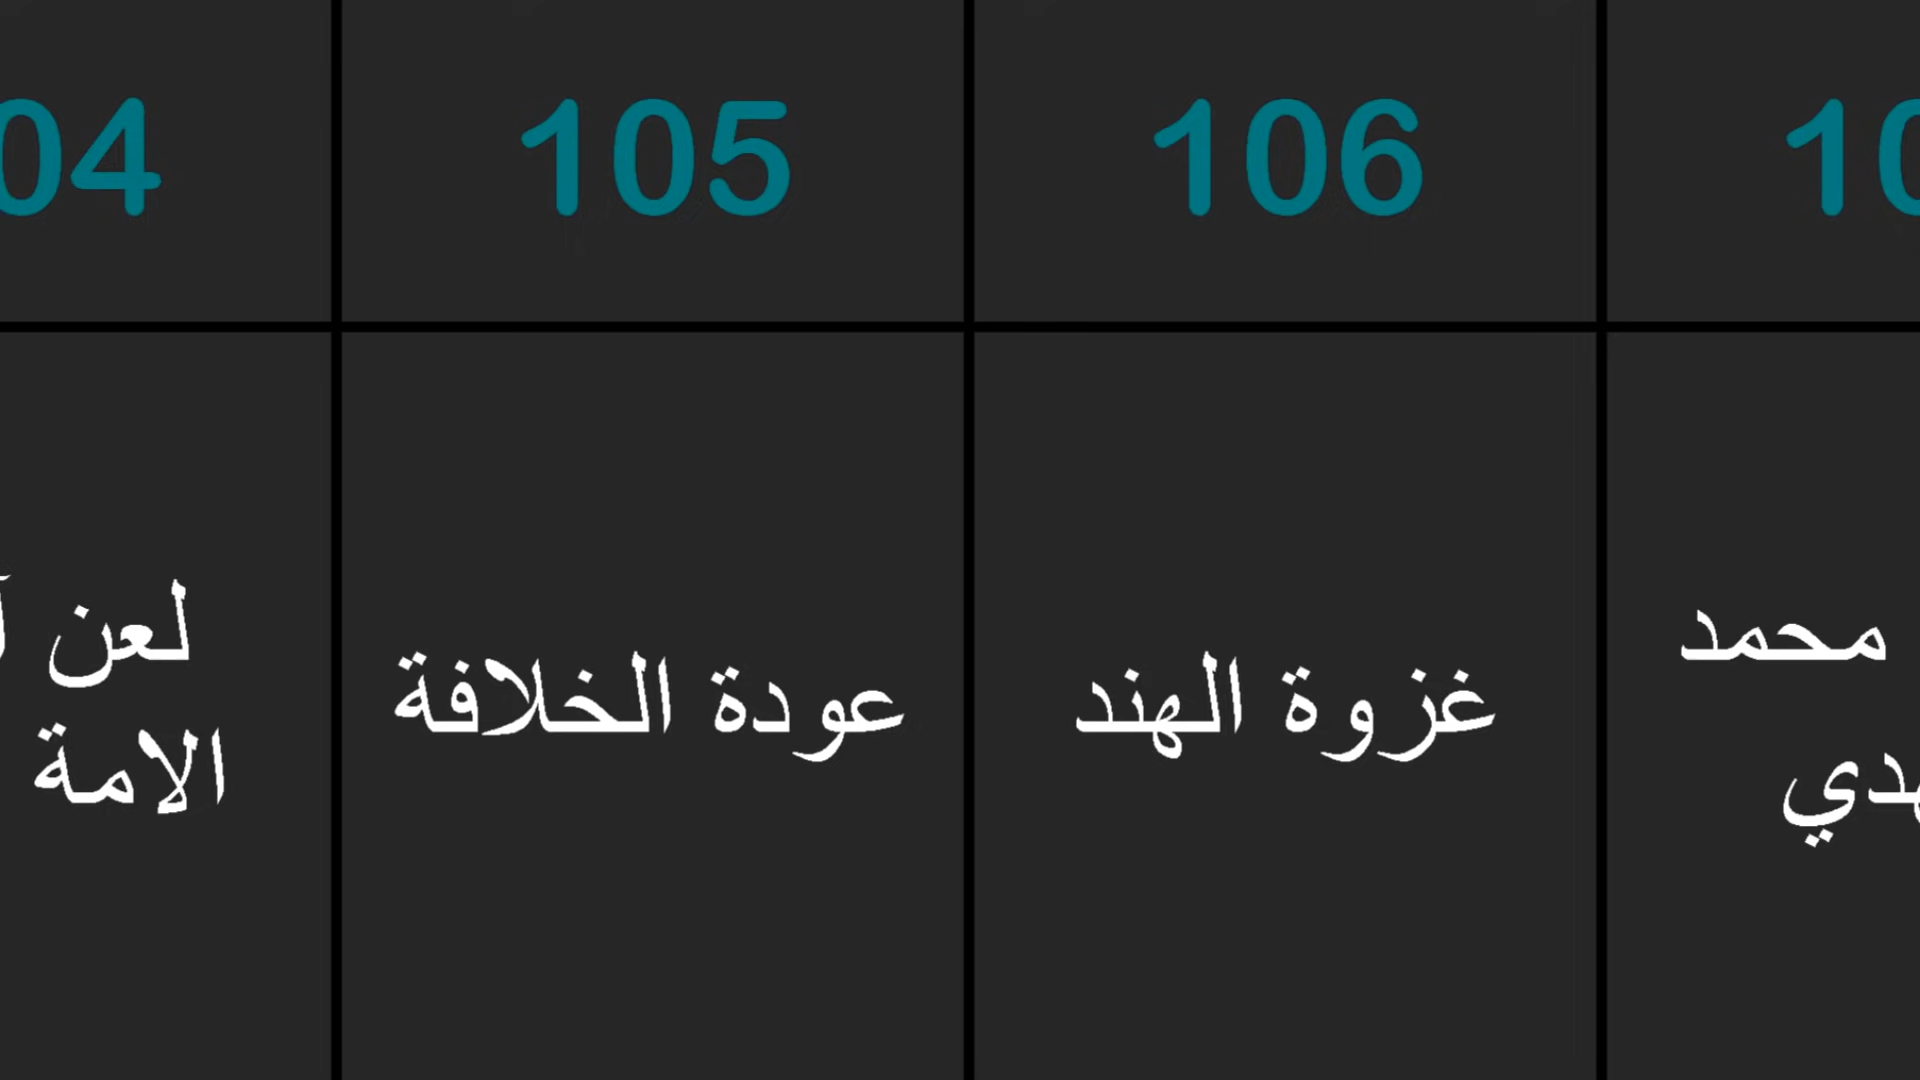 04
105
106
10
لعن
الامة
عودة الخلافة
غزوة الهند
محمد